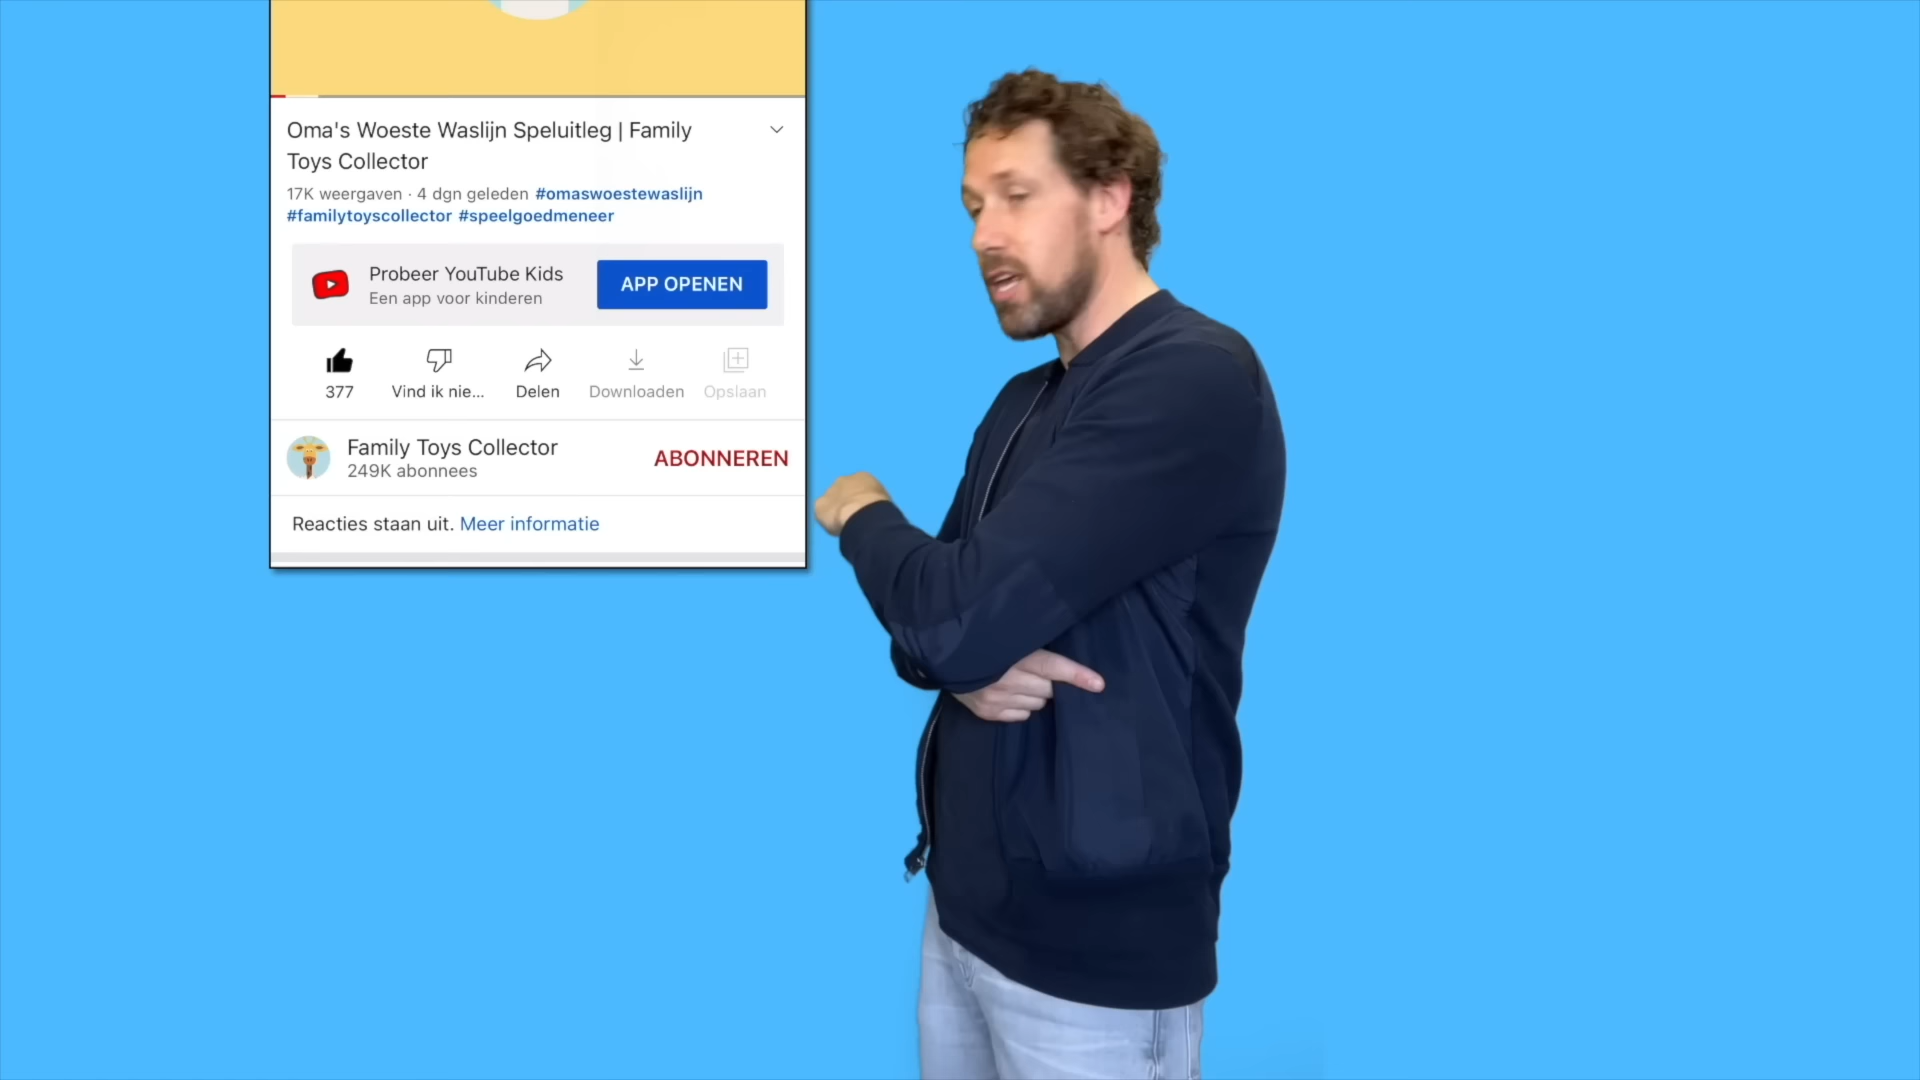 Oma's Woeste Waslijn Speluitleg | Family
Toys Collector
17K weergaven · 4 dgn geleden #omaswoestewaslijn
#familytoyscollector #speelgoedmeneer
Probeer YouTube Kids
Een app voor kinderen
APP OPENEN
377
Vind ik nie...
Delen
Downloaden
Opslaan
Family Toys Collector
249K abonnees
ABONNEREN
Reacties staan uit. Meer informatie